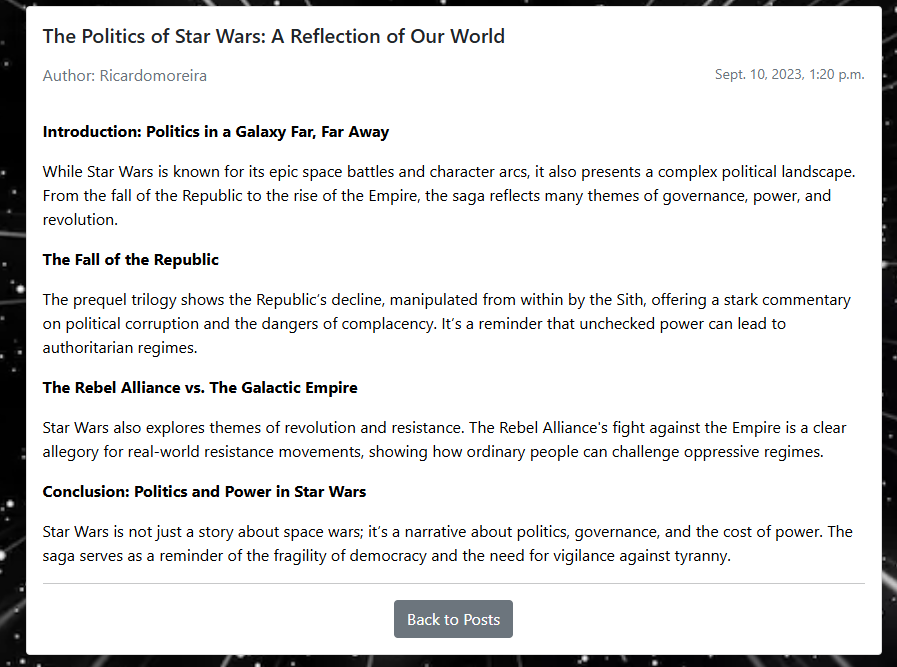 The Politics of Star Wars: A Reflection of Our World
Author: Ricardomoreira
Sept. 10, 2023, 1:20 p.m.
Introduction: Politics in a Galaxy Far, Far Away
While Star Wars is known for its epic space battles and character arcs, it also presents a complex political landscape.
From the fall of the Republic to the rise of the Empire, the saga reflects many themes of governance, power, and
revolution.
The Fall of the Republic
The prequel trilogy shows the Republic’s decline, manipulated from within by the Sith, offering a stark commentary
on political corruption and the dangers of complacency. It’s a reminder that unchecked power can lead to
authoritarian regimes.
The Rebel Alliance vs. The Galactic Empire
Star Wars also explores themes of revolution and resistance. The Rebel Alliance's fight against the Empire is a clear
allegory for real-world resistance movements, showing how ordinary people can challenge oppressive regimes.
Conclusion: Politics and Power in Star Wars
Star Wars is not just a story about space wars; it’s a narrative about politics, governance, and the cost of power. The
saga serves as a reminder of the fragility of democracy and the need for vigilance against tyranny.
Back to Posts